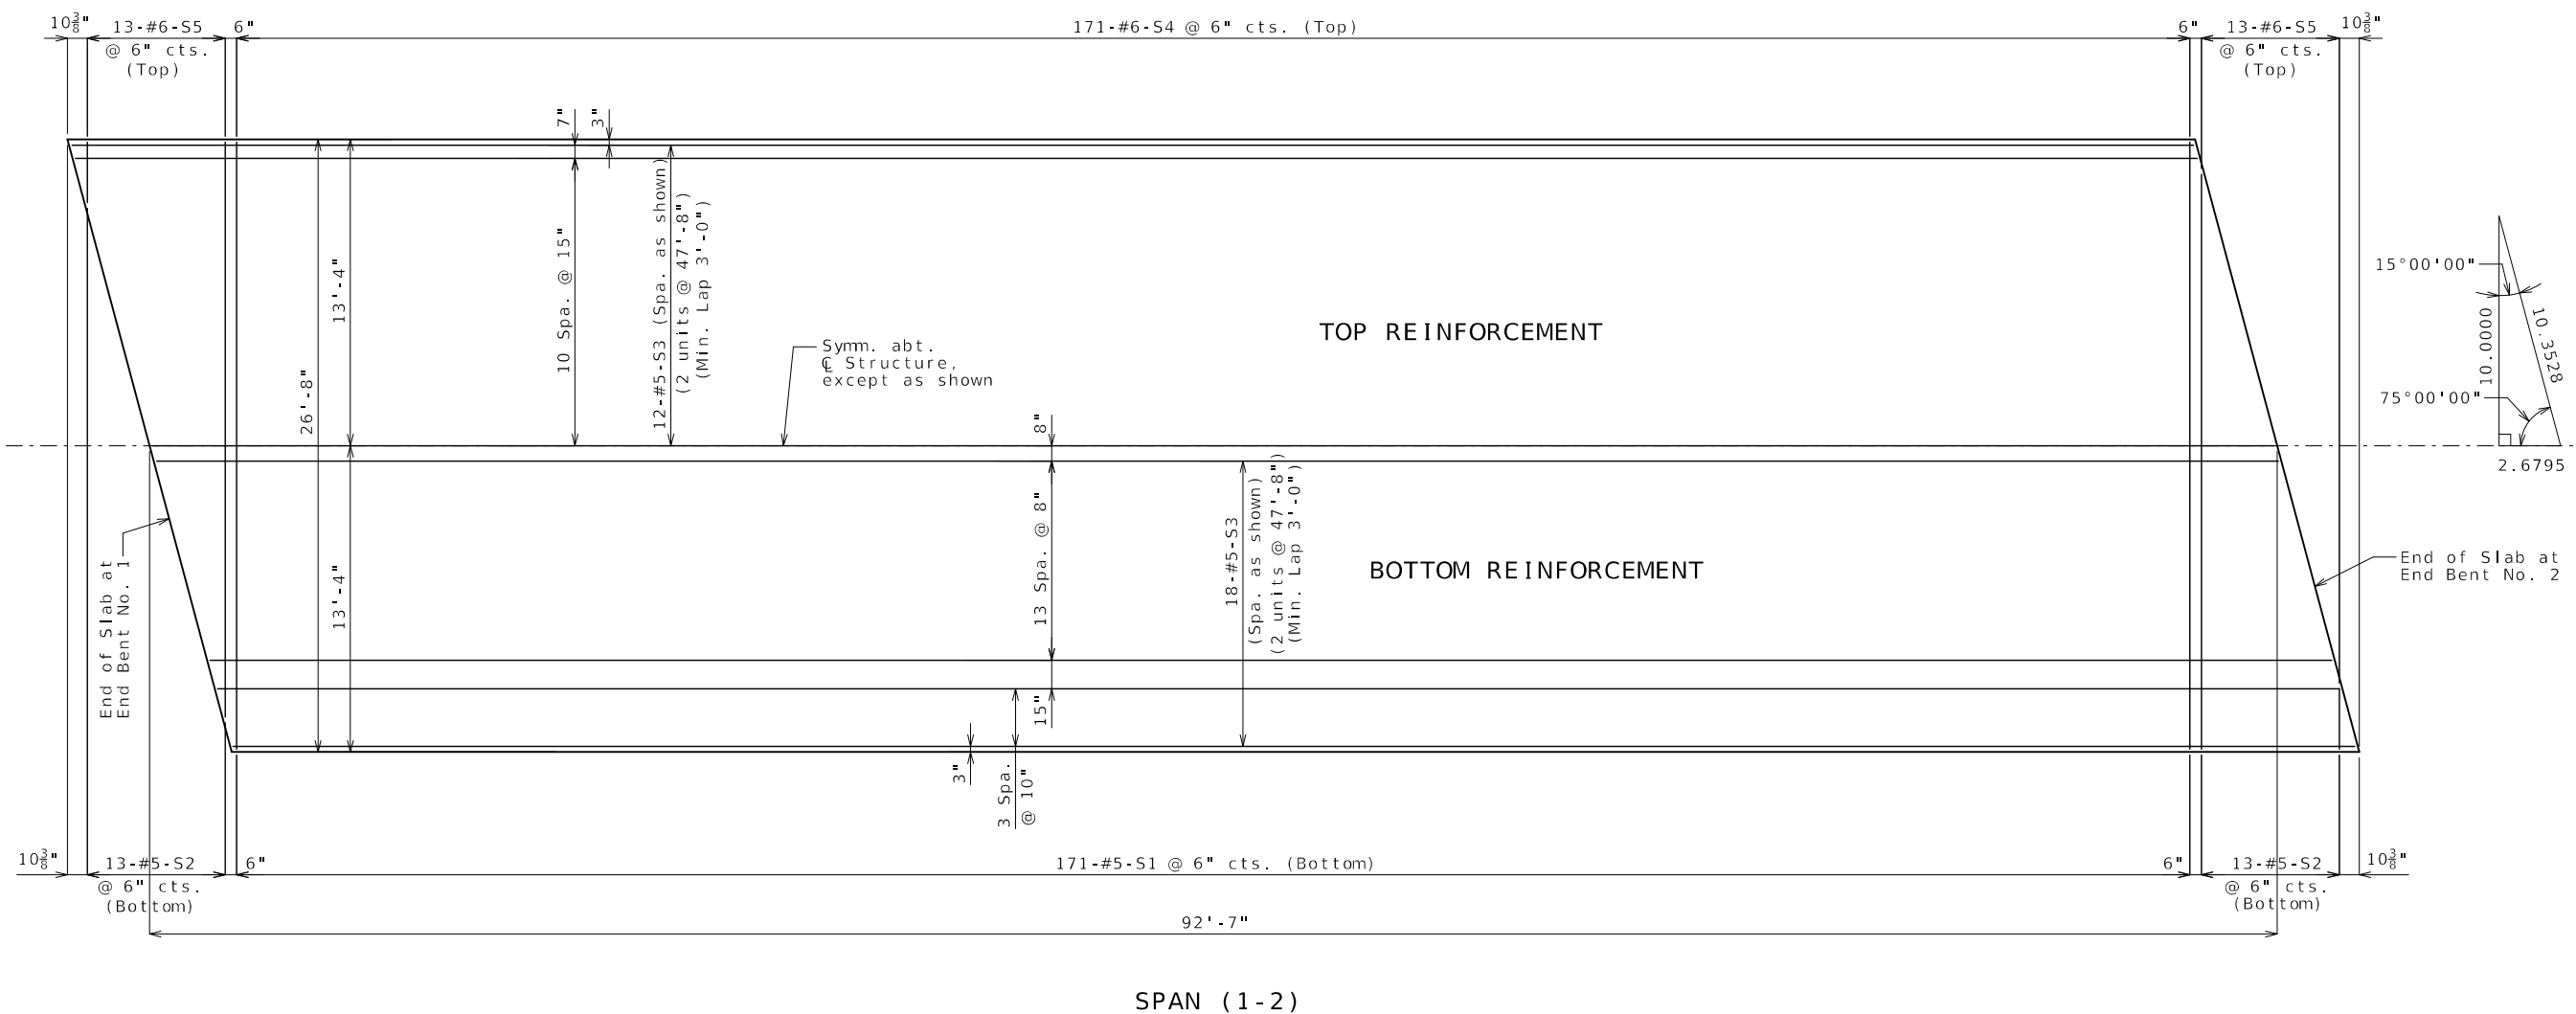 10⅜"
13-#6-S5
@ 6" cts.
(Top)
6"
171-#6-S4 @ 6" cts. (Top)
6"
13-#6-S5
@ 6" cts.
(Top)
10⅜"
7"
3"
13'-4"
26'-8"
10 Spa. @ 15"
12-#5-S3 (Spa. as shown)
(2 units @ 47'-8")
(Min. Lap 3'-0")
TOP REINFORCEMENT
Symm. abt.
℄ Structure,
except as shown
15°00'00"
10.0000
10.3528
75°00'00"
2.6795
8"
13 Spa. @ 8"
18-#5-S3
(Spa. as shown)
(2 units @ 47'-8")
(Min. Lap 3'-0")
BOTTOM REINFORCEMENT
End of Slab at
End Bent No. 1
13'-4"
End of Slab at
End Bent No. 2
15"
3"
3 Spa.
@ 10"
10⅜"
13-#5-S2
@ 6" cts.
(Bottom)
6"
171-#5-S1 @ 6" cts. (Bottom)
6"
13-#5-S2
@ 6" cts.
(Bottom)
10⅜"
92'-7"
SPAN (1-2)